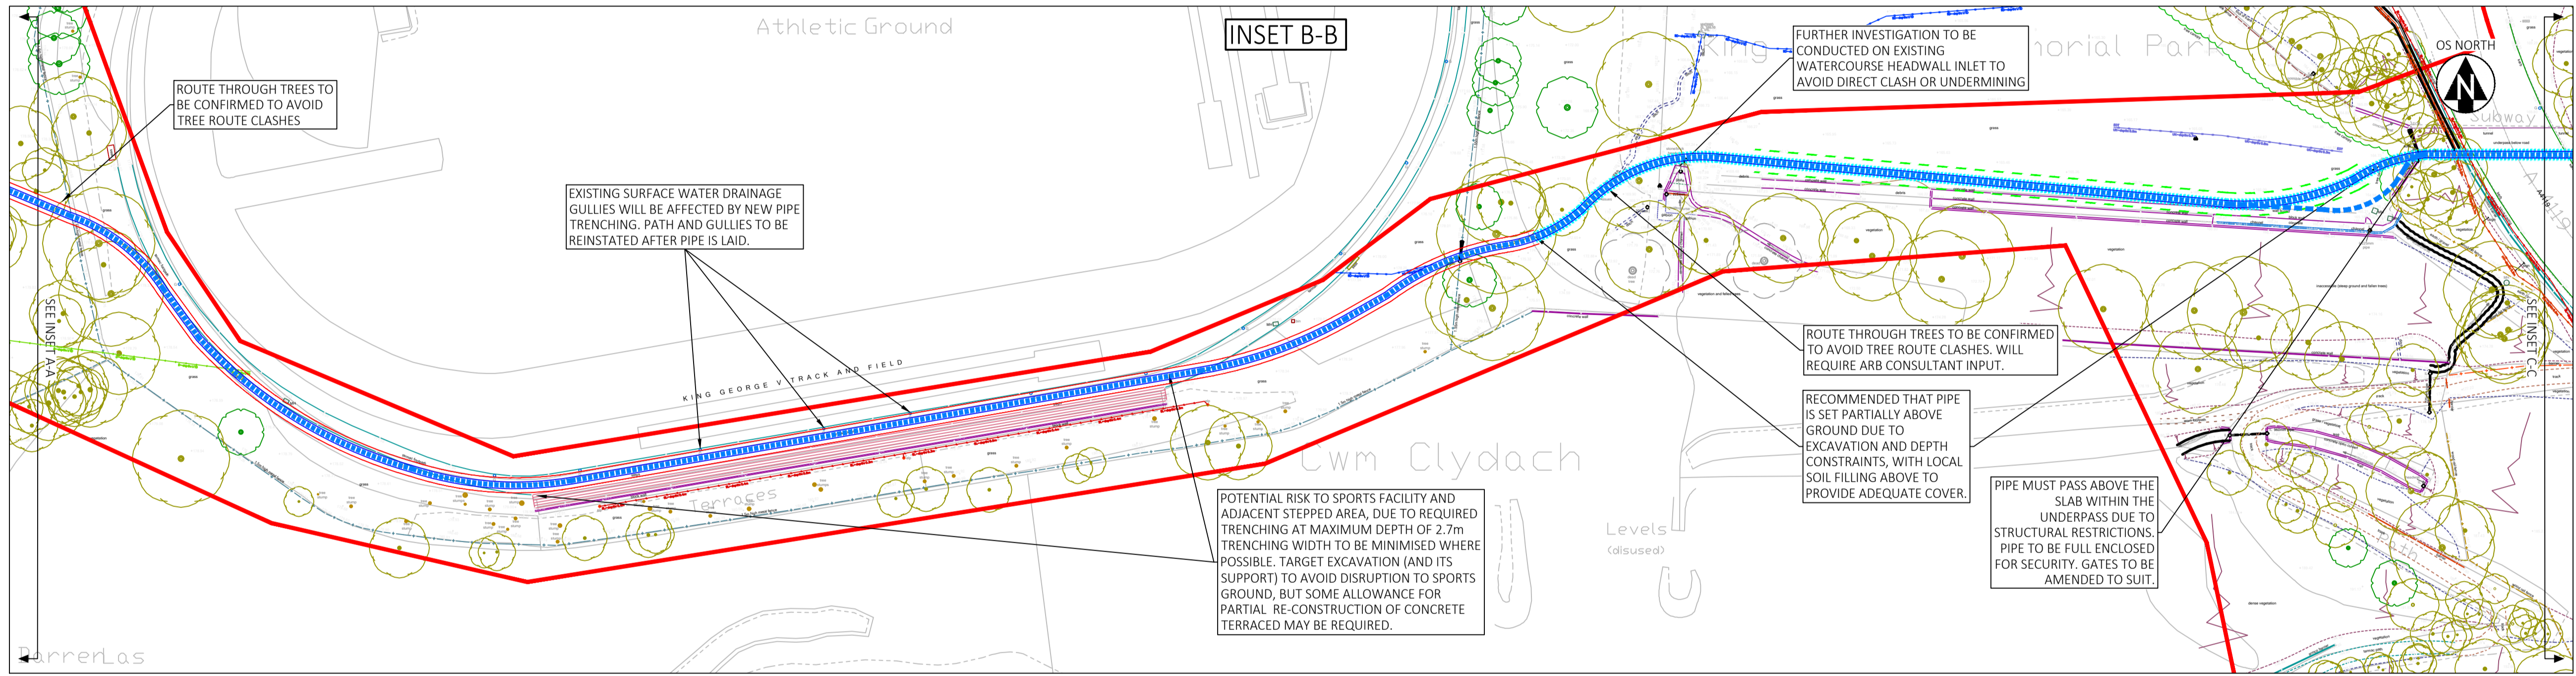 Athletic Ground
INSET B-B
King
morial Park
OS NORTH
N
Subway
ROUTE THROUGH TREES TO
BE CONFIRMED TO AVOID
TREE ROUTE CLASHES
FURTHER INVESTIGATION TO BE
CONDUCTED ON EXISTING
WATERCOURSE HEADWALL INLET TO
AVOID DIRECT CLASH OR UNDERMINING
EXISTING SURFACE WATER DRAINAGE
GULLIES WILL BE AFFECTED BY NEW PIPE
TRENCHING. PATH AND GULLIES TO BE
REINSTATED AFTER PIPE IS LAID.
SEE INSET A-A
SEE INSET C-C
KING GEORGE V TRACK AND FIELD
Terraces
Cwm Clydach
Levels
(disused)
ROUTE THROUGH TREES TO BE CONFIRMED
TO AVOID TREE ROUTE CLASHES. WILL
REQUIRE ARB CONSULTANT INPUT.
RECOMMENDED THAT PIPE
IS SET PARTIALLY ABOVE
GROUND DUE TO
EXCAVATION AND DEPTH
CONSTRAINTS, WITH LOCAL
SOIL FILLING ABOVE TO
PROVIDE ADEQUATE COVER.
PIPE MUST PASS ABOVE THE
SLAB WITHIN THE
UNDERPASS DUE TO
STRUCTURAL RESTRICTIONS.
PIPE TO BE FULL ENCLOSED
FOR SECURITY. GATES TO BE
AMENDED TO SUIT.
POTENTIAL RISK TO SPORTS FACILITY AND
ADJACENT STEPPED AREA, DUE TO REQUIRED
TRENCHING AT MAXIMUM DEPTH OF 2.7m
TRENCHING WIDTH TO BE MINIMISED WHERE
POSSIBLE. TARGET EXCAVATION (AND ITS
SUPPORT) TO AVOID DISRUPTION TO SPORTS
GROUND, BUT SOME ALLOWANCE FOR
PARTIAL RE-CONSTRUCTION OF CONCRETE
TERRACED MAY BE REQUIRED.
DarrenLas
Path